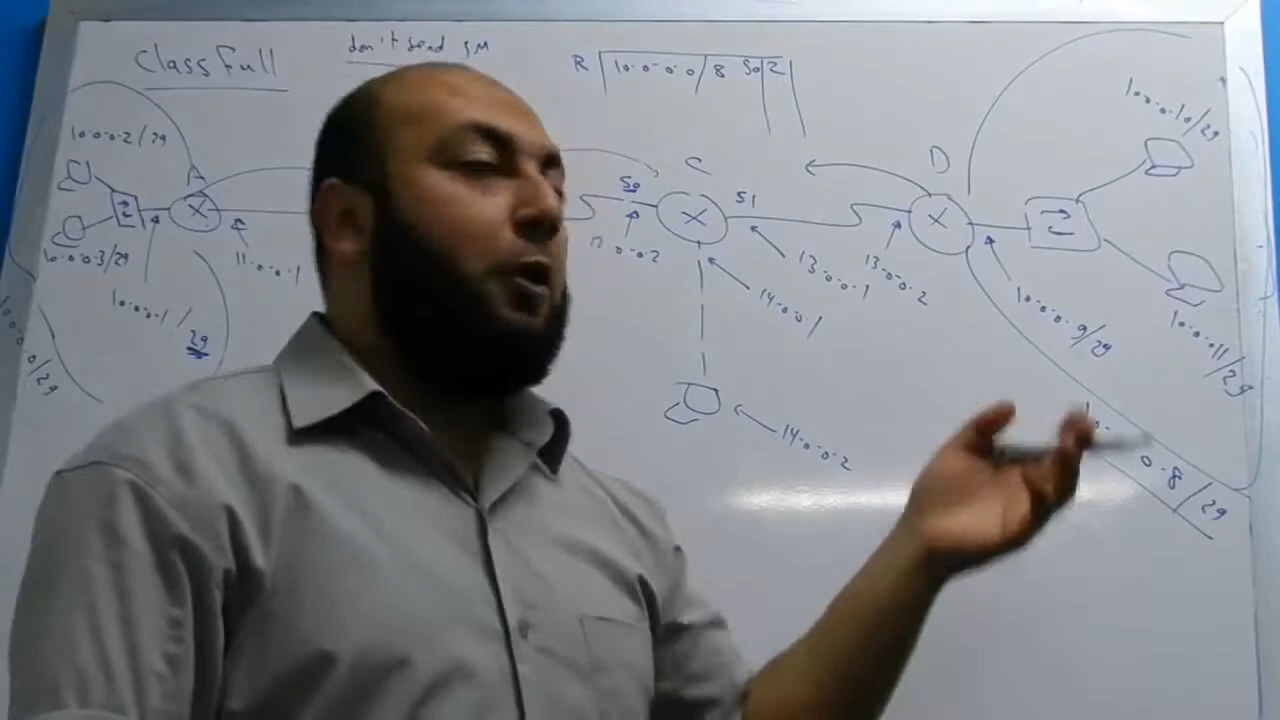 Class Full
don't send SM
R 10.0.0.0/8 S0 2
10.0.0.2/29
A
10.0.0.3/29
11.0.0.1
10.0.0.1/29
0/29
C
S0
S1
13.0.0.1
14.0.0.1
14.0.0.2
D
13.0.0.2
10.0.0.9/29
10.0.0.10/29
10.0.0.11/29
10.
0.8/29